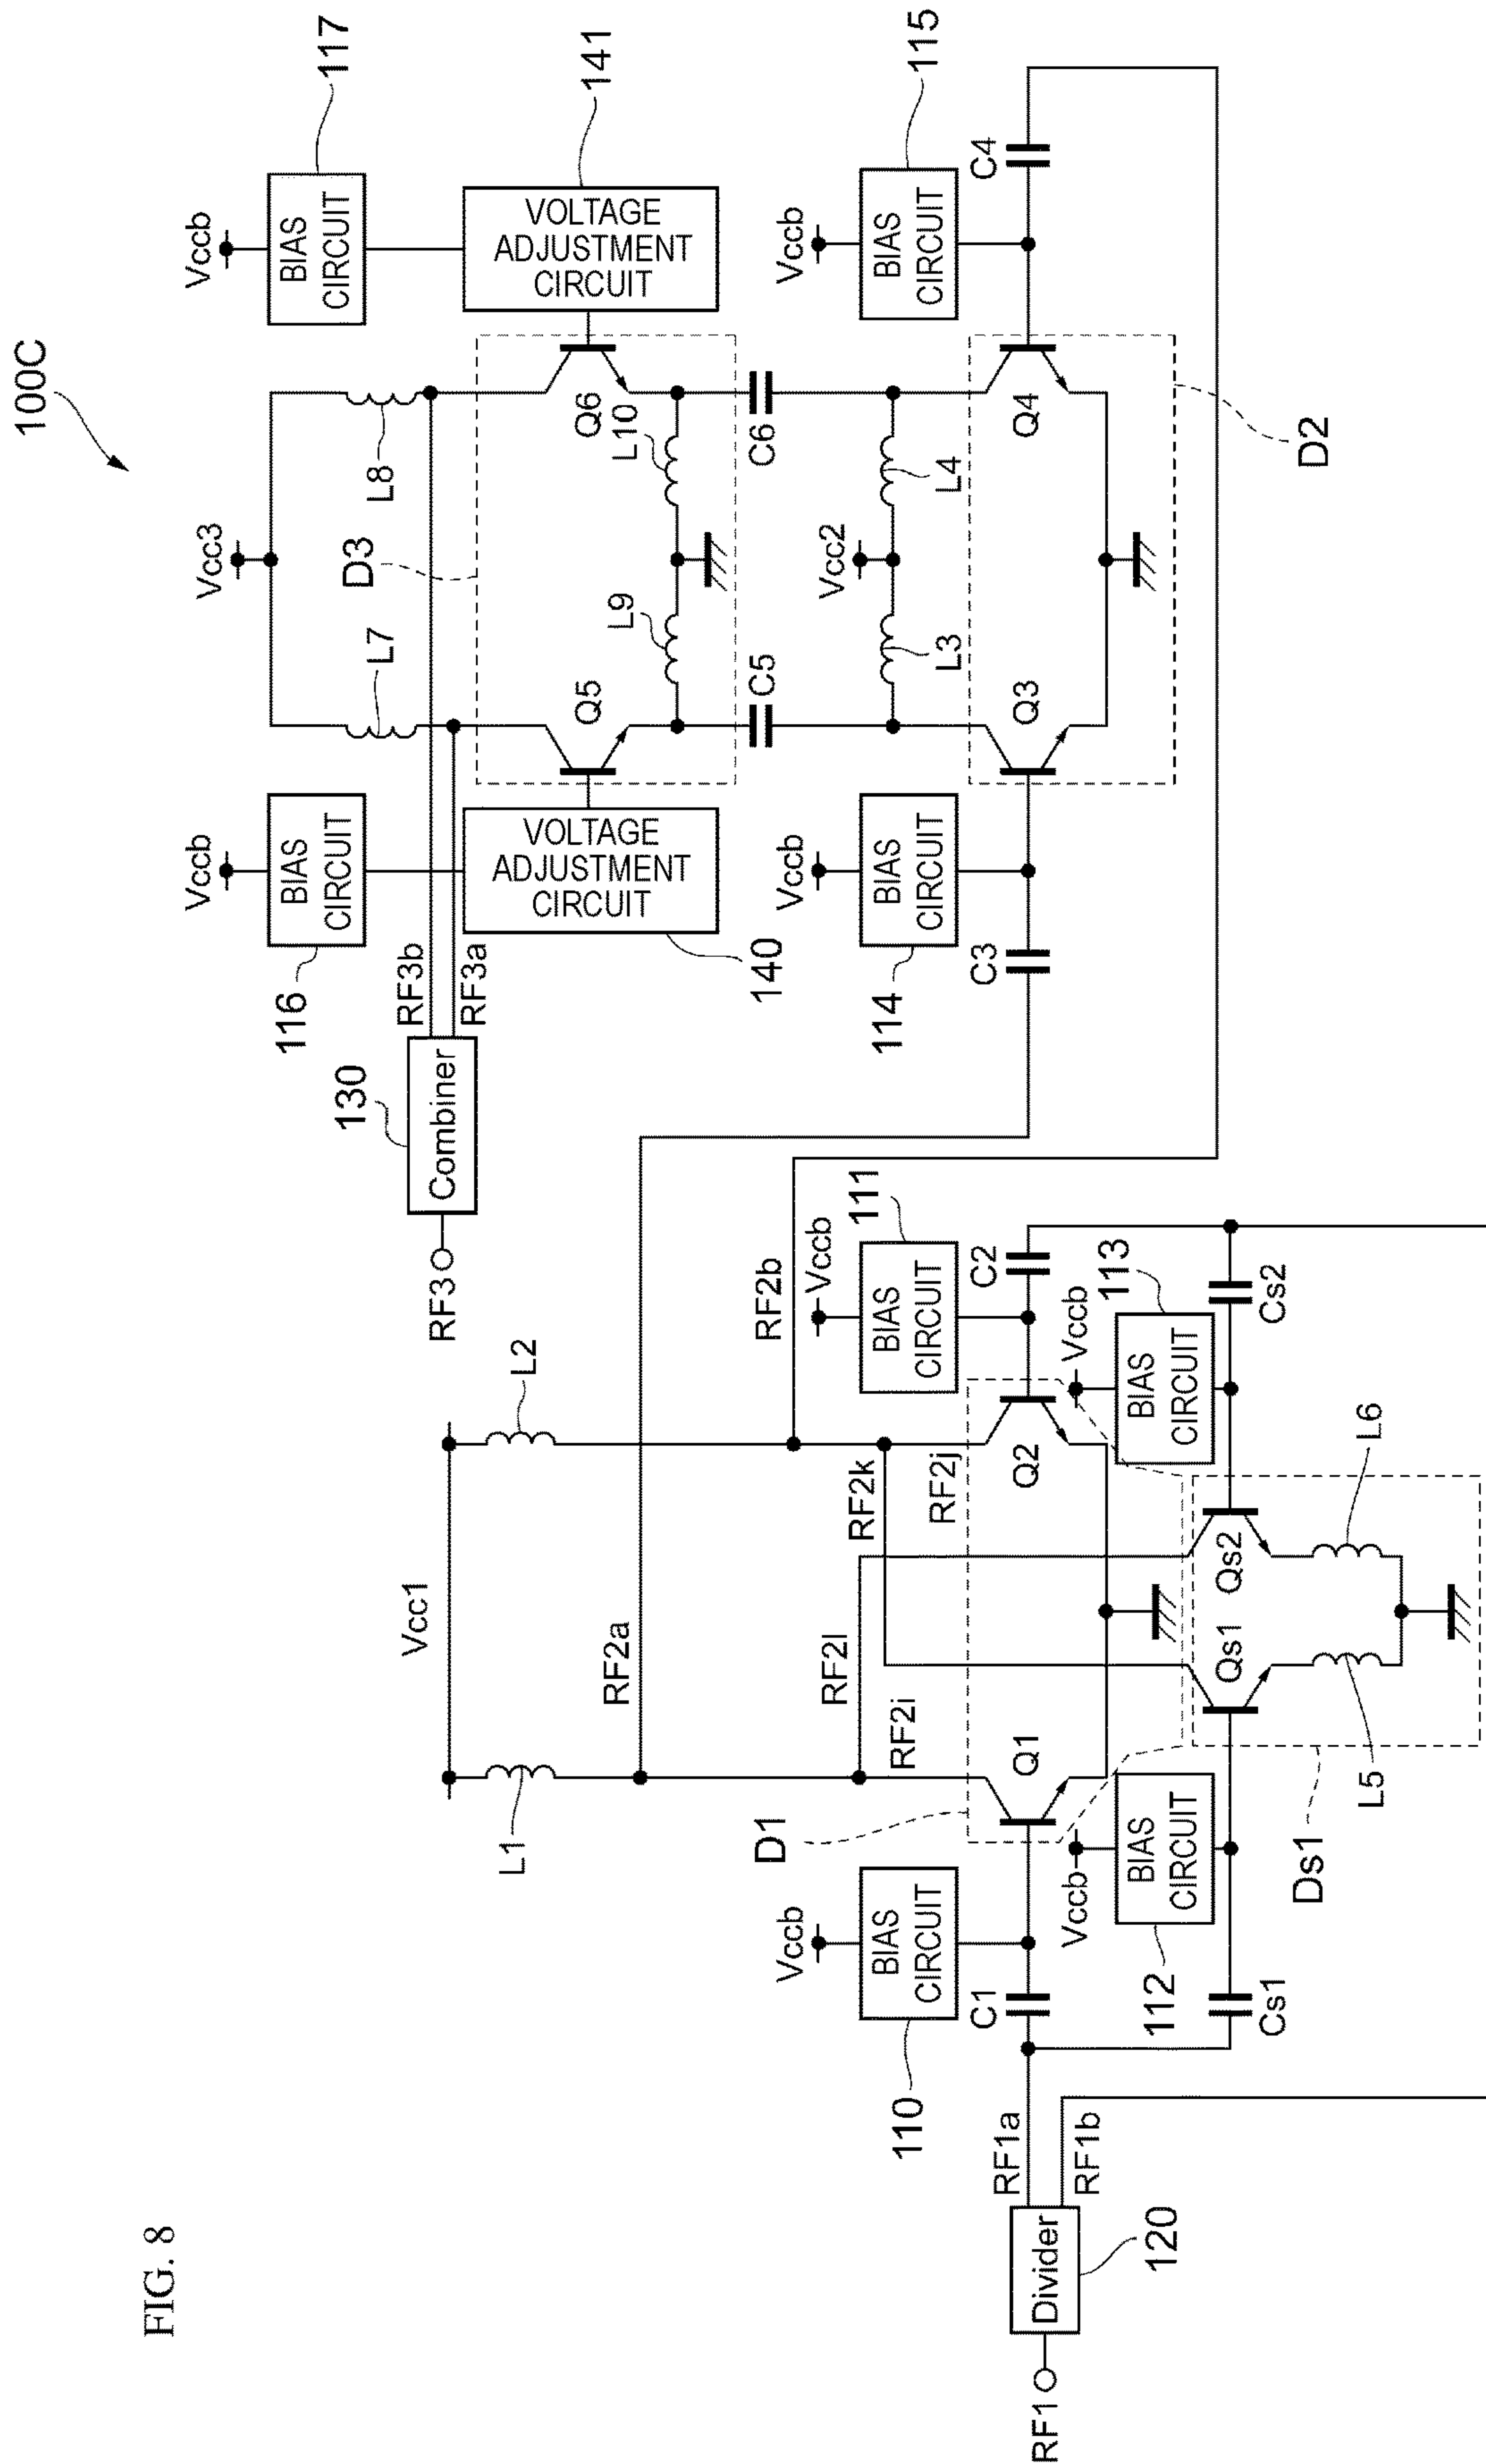 FIG. 8
100C
Vcc3
L7
L8
Vccb
BIAS
CIRCUIT
116
Vccb
BIAS
CIRCUIT
117
RF3
Combiner
130
RF3b
RF3a
VOLTAGE
ADJUSTMENT
CIRCUIT
140
VOLTAGE
ADJUSTMENT
CIRCUIT
141
D3
Q5
Q6
L9
L10
C5
C6
Vcc2
L3
L4
Vccb
BIAS
CIRCUIT
114
Vccb
BIAS
CIRCUIT
115
C3
C4
Q3
Q4
D2
Vcc1
L1
L2
RF2a
RF2b
RF2l
RF2k
RF2i
RF2j
D1
Vccb
BIAS
CIRCUIT
110
Vccb
BIAS
CIRCUIT
111
C1
C2
Q1
Q2
RF1
Divider
120
RF1a
RF1b
Vccb
BIAS
CIRCUIT
112
Vccb
BIAS
CIRCUIT
113
Cs1
Cs2
Qs1
Qs2
Ds1
L5
L6